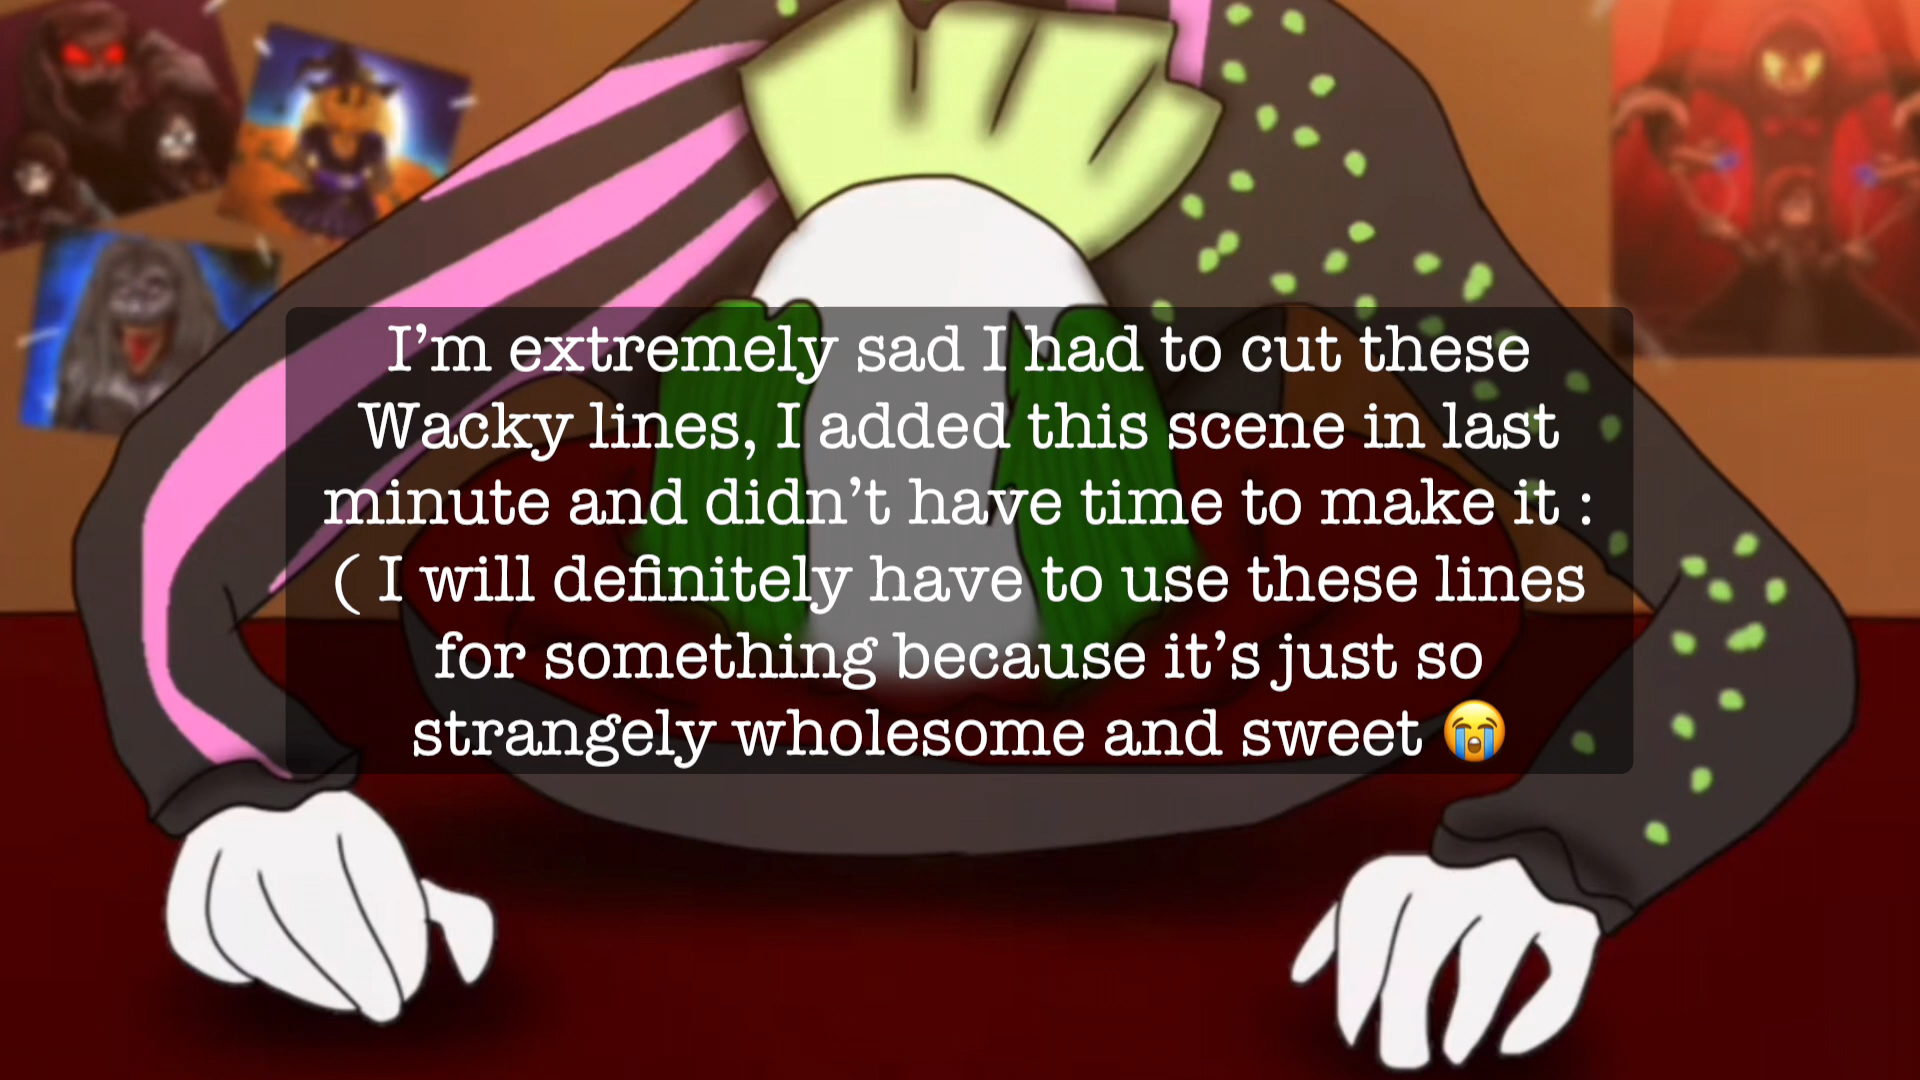 I’m extremely sad I had to cut these
Wacky lines, I added this scene in last
minute and didn’t have time to make it :
( I will definitely have to use these lines
for something because it’s just so
strangely wholesome and sweet 😭